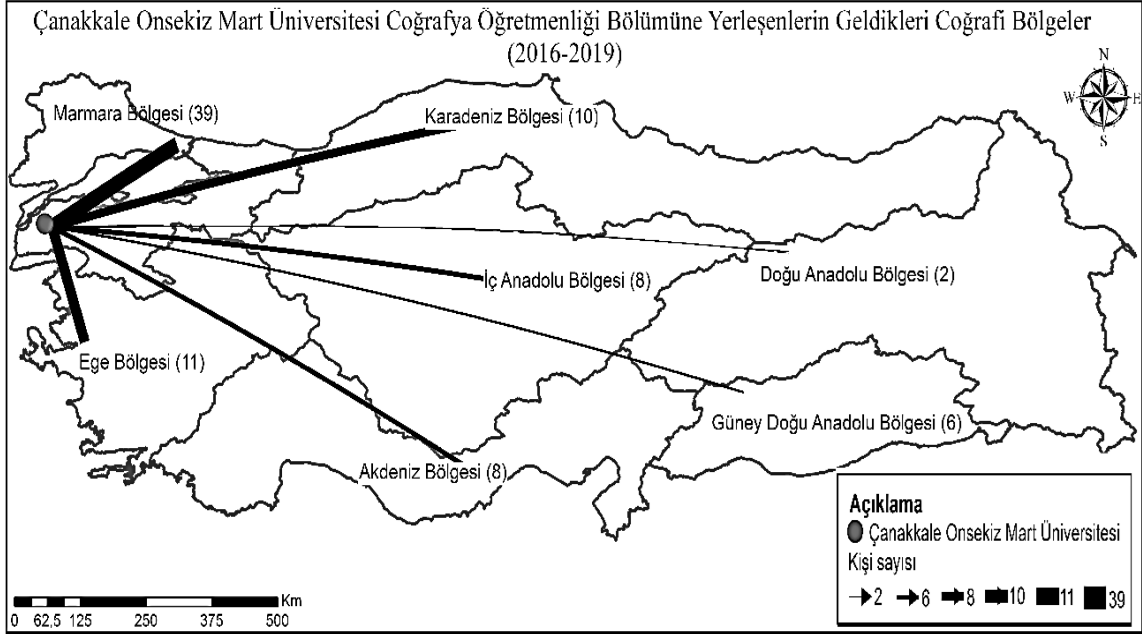 Çanakkale Onsekiz Mart Üniversitesi Coğrafya Öğretmenliği Bölümüne Yerleşenlerin Geldikleri Coğrafi Bölgeler
(2016-2019)
N
W E
S
Marmara Bölgesi (39)
Karadeniz Bölgesi (10)
İç Anadolu Bölgesi (8)
Doğu Anadolu Bölgesi (2)
Ege Bölgesi (11)
Güney Doğu Anadolu Bölgesi (6)
Akdeniz Bölgesi (8)
Açıklama
Çanakkale Onsekiz Mart Üniversitesi
Kişi sayısı
2 6 8 10 11 39
Km
0 62,5 125 250 375 500